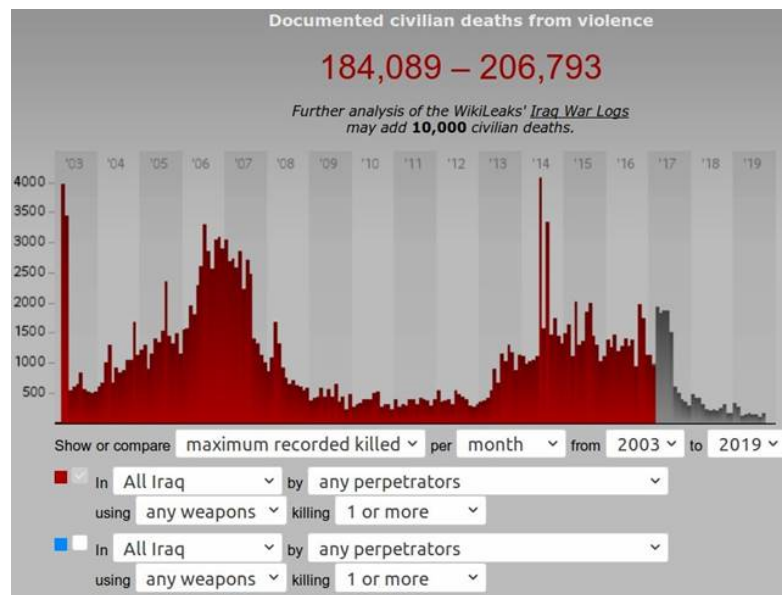 Documented civilian deaths from violence
184,089 – 206,793
Further analysis of the WikiLeaks' Iraq War Logs
may add 10,000 civilian deaths.
'03 '04 '05 '06 '07 '08 '09 '10 '11 '12 '13 '14 '15 '16 '17 '18 '19
4000
3500
3000
2500
2000
1500
1000
500
Show or compare maximum recorded killed per month from 2003 to 2019
In All Iraq by any perpetrators
using any weapons killing 1 or more
In All Iraq by any perpetrators
using any weapons killing 1 or more